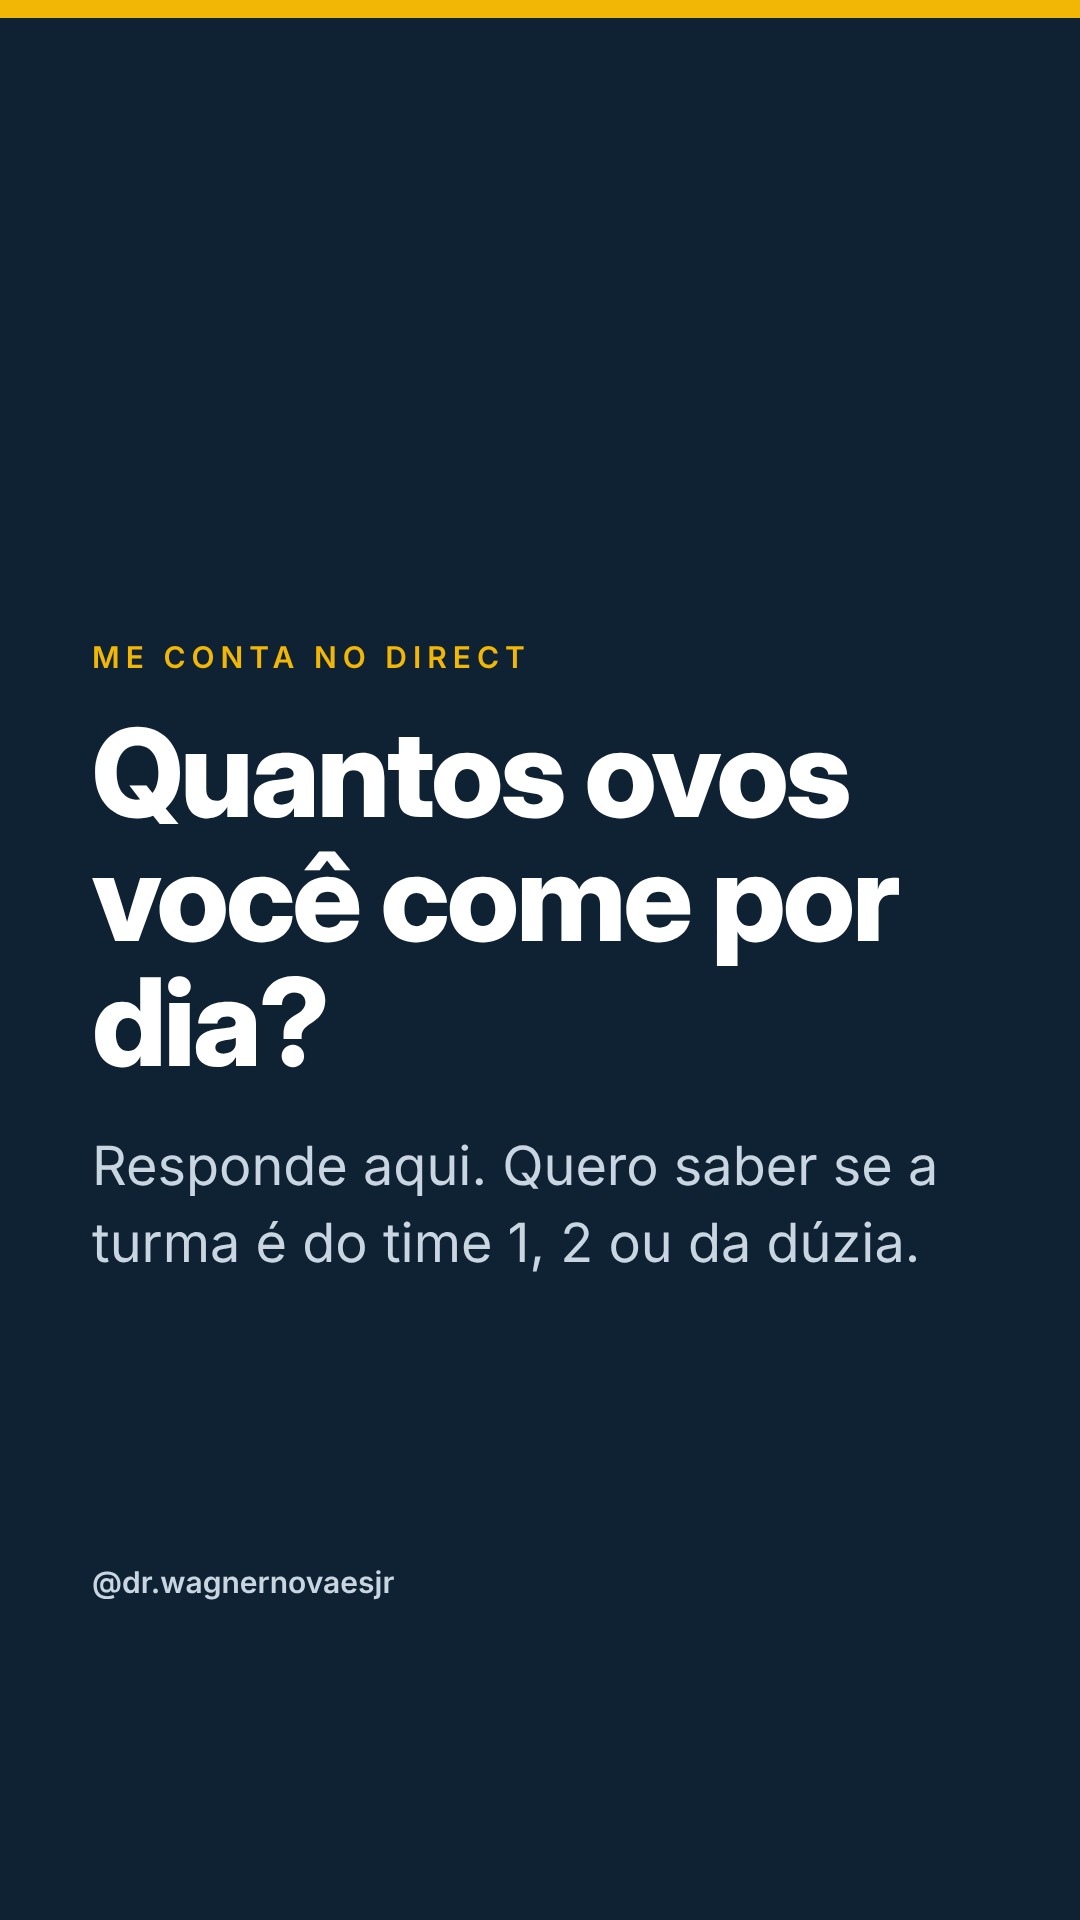 ME CONTA NO DIRECT
Quantos ovos
você come por
dia?
Responde aqui. Quero saber se a
turma é do time 1, 2 ou da dúzia.
@dr.wagnernovaesjr